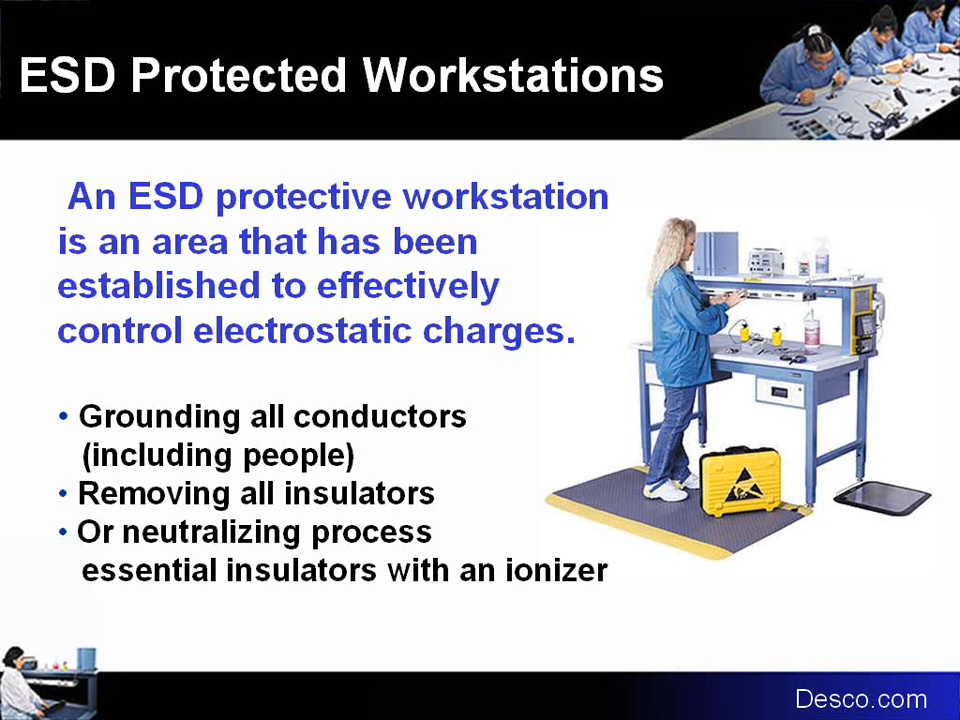 ESD Protected Workstations
An ESD protective workstation
is an area that has been
established to effectively
control electrostatic charges.
• Grounding all conductors
(including people)
• Removing all insulators
• Or neutralizing process
essential insulators with an ionizer
Desco.com